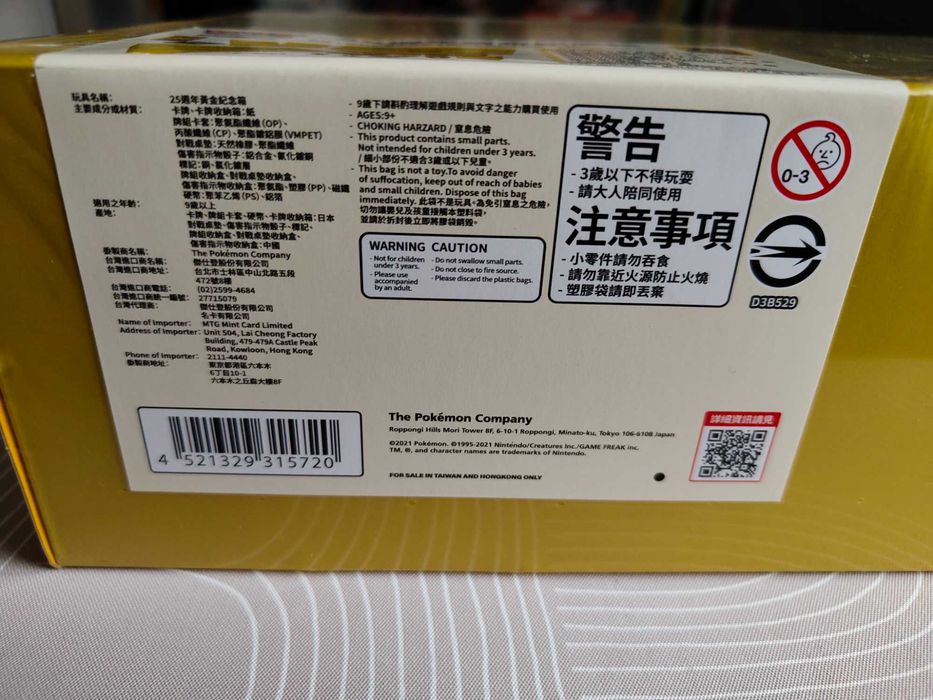 玩具名稱: 25週年黃金紀念箱
主要成分或材質: 卡牌、卡牌收納箱:紙
牌組卡套:聚氨酯纖維(OP)、
丙酸纖維(CP)、聚酯鍍鋁膜(VMPET)
對戰桌墊:天然橡膠、聚酯纖維
傷害指示物骰子:鋁合金、氧化鍍銅
標記:銅、氧化鍍層
牌組收納盒、對戰桌墊收納盒、
傷害指示物收納盒:聚氨酯、塑膠(PP)、磁鐵
硬幣:聚苯乙烯(PS)、鋁箔
適用之年齡: 9歲以上
產地: 卡牌、牌組卡套、硬幣、卡牌收納箱:日本
對戰桌墊、傷害指示物骰子、標記、
牌組收納盒、對戰桌墊收納盒、
傷害指示物收納盒:中國
委製商名稱: The Pokémon Company
台灣進口商名稱: 傑仕登股份有限公司
台灣進口商地址: 台北市士林區中山北路五段
472號8樓
台灣進口商電話: (02)2599-4684
台灣進口商統一編號: 27715079
台灣代理商: 傑仕登股份有限公司
名卡有限公司
Name of Importer: MTG Mint Card Limited
Address of Importer: Unit 504, Lai Cheong Factory
Building, 479-479A Castle Peak
Road, Kowloon, Hong Kong
Phone of Importer: 2111-4440
委製商地址: 東京都港區六本木
6丁目10-1
六本木之丘森大樓8F
- 9歲下請斟酌理解遊戲規則與文字之能力購買使用
- AGES:9+
- CHOKING HARZARD / 窒息危險
- This product contains small parts.
Not intended for children under 3 years.
/ 細小部份不適合3歲或以下兒童。
- This bag is not a toy.To avoid danger
of suffocation, keep out of reach of babies
and small children. Dispose of this bag
immediately. 此袋不是玩具。為免引窒息之危險,
切勿讓嬰兒及孩童接觸本塑料袋,
並請於拆封後立即將膠袋銷毀。
WARNING CAUTION
- Not for children
under 3 years.
- Please use
accompanied
by an adult.
- Do not swallow small parts.
- Do not close to fire source.
- Please discard the plastic bags.
警告
- 3歲以下不得玩耍
- 請大人陪同使用
注意事項
- 小零件請勿吞食
- 請勿靠近火源防止火燒
- 塑膠袋請即丟棄
0-3
D3B529
4 521329 315720
The Pokémon Company
Roppongi Hills Mori Tower 8F, 6-10-1 Roppongi, Minato-ku, Tokyo 106-6108 Japan
©2021 Pokémon. ©1995-2021 Nintendo/Creatures Inc./GAME FREAK inc.
TM, ®, and character names are trademarks of Nintendo.
FOR SALE IN TAIWAN AND HONGKONG ONLY
詳細資訊請見